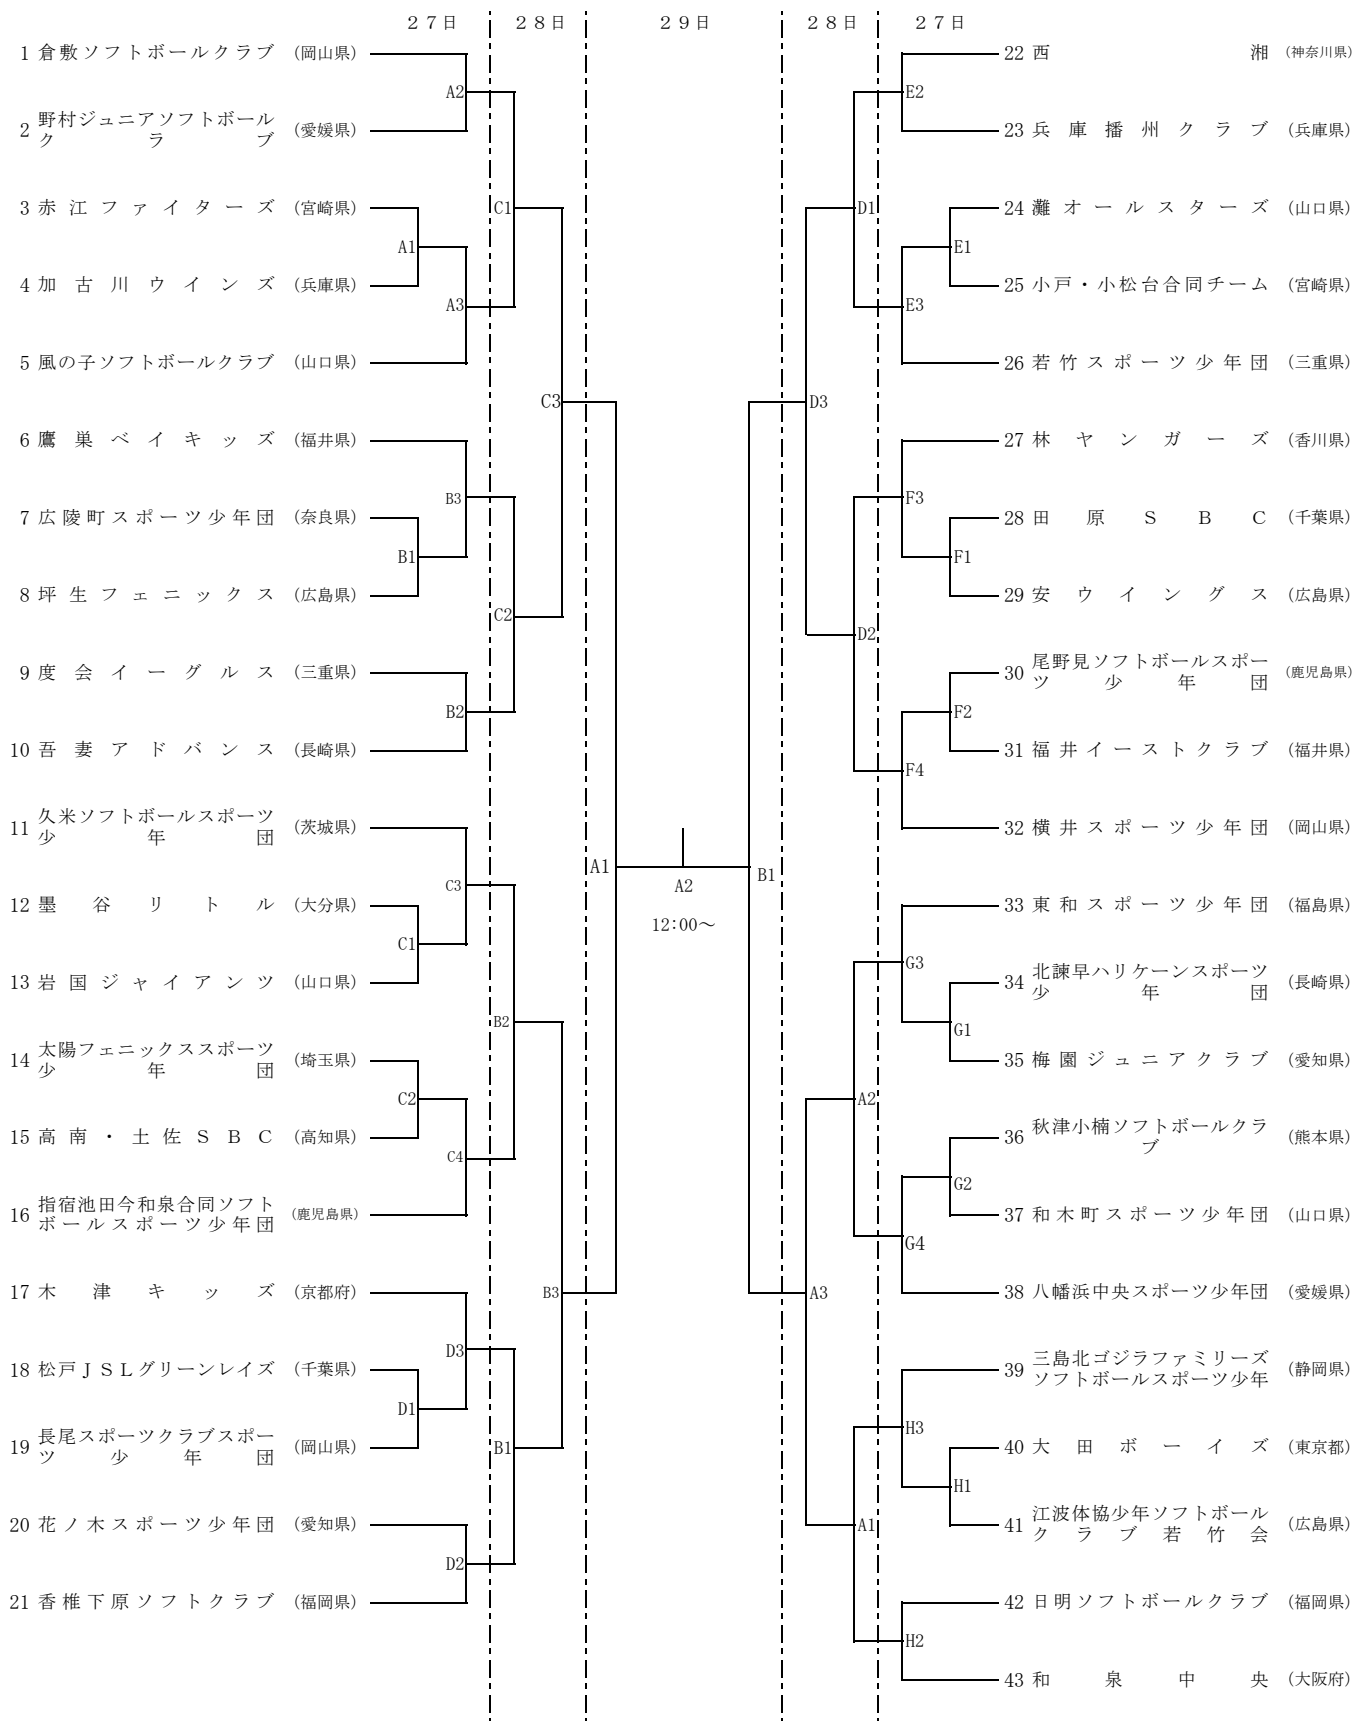 ２７日 ２８日 ２９日 ２８日 ２７日
1 倉敷ソフトボールクラブ (岡山県)
A2
2 野村ジュニアソフトボール
クラブ (愛媛県)
3 赤江ファイターズ (宮崎県)
C1
A1
4 加古川ウインズ (兵庫県)
A3
5 風の子ソフトボールクラブ (山口県)
C3
6 鷹巣ベイキッズ (福井県)
B3
7 広陵町スポーツ少年団 (奈良県)
B1
8 坪生フェニックス (広島県)
C2
9 度会イーグルス (三重県)
B2
10 吾妻アドバンス (長崎県)
11 久米ソフトボールスポーツ
少年団 (茨城県)
A1
C3
12 墨谷リトル (大分県)
C1
13 岩国ジャイアンツ (山口県)
B2
14 太陽フェニックススポーツ
少年団 (埼玉県)
C2
15 高南・土佐ＳＢＣ (高知県)
C4
16 指宿池田今和泉合同ソフト
ボールスポーツ少年団 (鹿児島県)
17 木津キッズ (京都府)
B3
D3
18 松戸ＪＳＬグリーンレイズ (千葉県)
D1
19 長尾スポーツクラブスポー
ツ少年団 (岡山県)
B1
20 花ノ木スポーツ少年団 (愛知県)
D2
21 香椎下原ソフトクラブ (福岡県)
A2
12:00～
22 西湘 (神奈川県)
E2
23 兵庫播州クラブ (兵庫県)
24 灘オールスターズ (山口県)
D1
E1
25 小戸・小松台合同チーム (宮崎県)
E3
26 若竹スポーツ少年団 (三重県)
D3
27 林ヤンガーズ (香川県)
F3
28 田原ＳＢＣ (千葉県)
F1
29 安ウイングス (広島県)
D2
30 尾野見ソフトボールスポー
ツ少年団 (鹿児島県)
F2
31 福井イーストクラブ (福井県)
F4
32 横井スポーツ少年団 (岡山県)
B1
33 東和スポーツ少年団 (福島県)
G3
34 北諫早ハリケーンスポーツ
少年団 (長崎県)
G1
35 梅園ジュニアクラブ (愛知県)
A2
36 秋津小楠ソフトボールクラ
ブ (熊本県)
G2
37 和木町スポーツ少年団 (山口県)
G4
38 八幡浜中央スポーツ少年団 (愛媛県)
A3
39 三島北ゴジラファミリーズ
ソフトボールスポーツ少年 (静岡県)
H3
40 大田ボーイズ (東京都)
H1
41 江波体協少年ソフトボール
クラブ若竹会 (広島県)
A1
42 日明ソフトボールクラブ (福岡県)
H2
43 和泉中央 (大阪府)